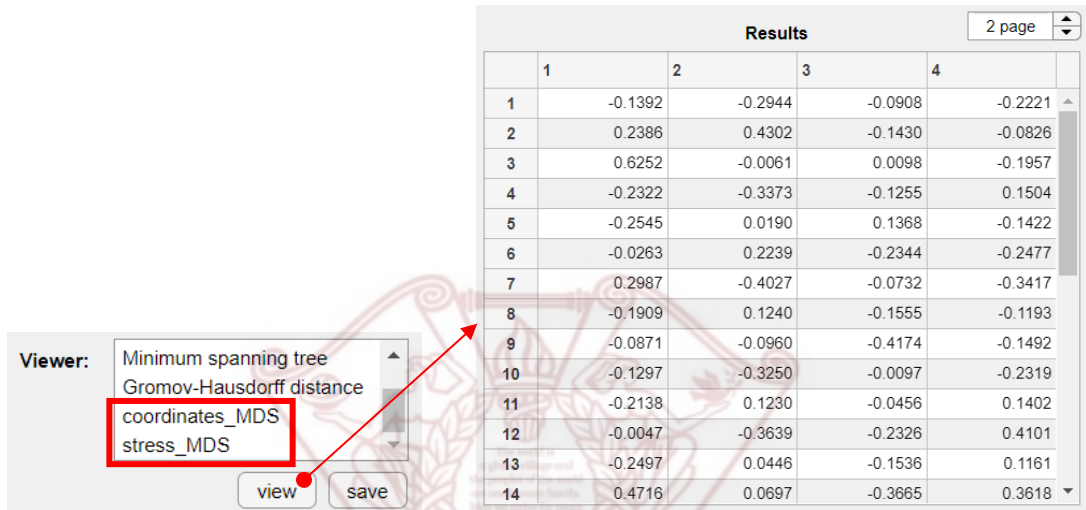 Results
2 page
1 2 3 4
1 -0.1392 -0.2944 -0.0908 -0.2221
2 0.2386 0.4302 -0.1430 -0.0826
3 0.6252 -0.0061 0.0098 -0.1957
4 -0.2322 -0.3373 -0.1255 0.1504
5 -0.2545 0.0190 0.1368 -0.1422
6 -0.0263 0.2239 -0.2344 -0.2477
7 0.2987 -0.4027 -0.0732 -0.3417
8 -0.1909 0.1240 -0.1555 -0.1193
9 -0.0871 -0.0960 -0.4174 -0.1492
10 -0.1297 -0.3250 -0.0097 -0.2319
11 -0.2138 0.1230 -0.0456 0.1402
12 -0.0047 -0.3639 -0.2326 0.4101
13 -0.2497 0.0446 -0.1536 0.1161
14 0.4716 0.0697 -0.3665 0.3618
Viewer:
Minimum spanning tree
Gromov-Hausdorff distance
coordinates_MDS
stress_MDS
view save